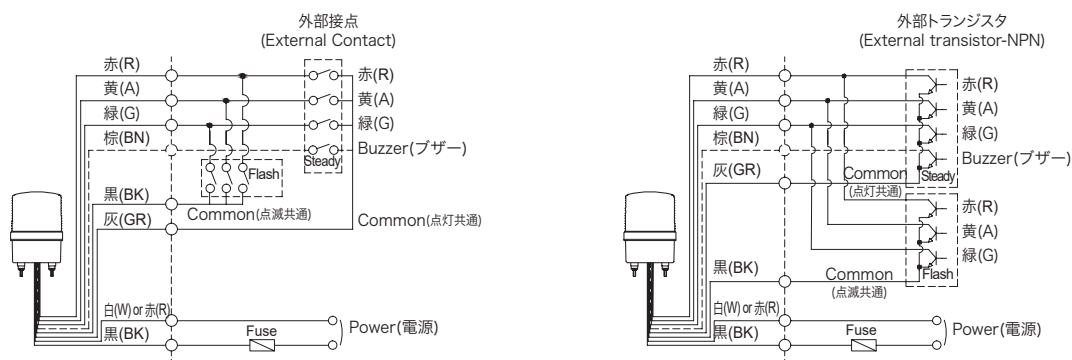 外部接点
(External Contact)
赤(R)
黄(A)
緑(G)
棕(BN)
黒(BK)
灰(GR)
白(W) or 赤(R)
黒(BK)
赤(R)
黄(A)
緑(G)
Buzzer(ブザー)
Steady
Flash
Common(点滅共通)
Common(点灯共通)
Fuse
Power(電源)
外部トランジスタ
(External transistor-NPN)
赤(R)
黄(A)
緑(G)
棕(BN)
灰(GR)
黒(BK)
白(W) or 赤(R)
黒(BK)
赤(R)
黄(A)
緑(G)
Buzzer(ブザー)
Common
(点灯共通)
Steady
赤(R)
黄(A)
緑(G)
Common
(点滅共通)
Flash
Fuse
Power(電源)